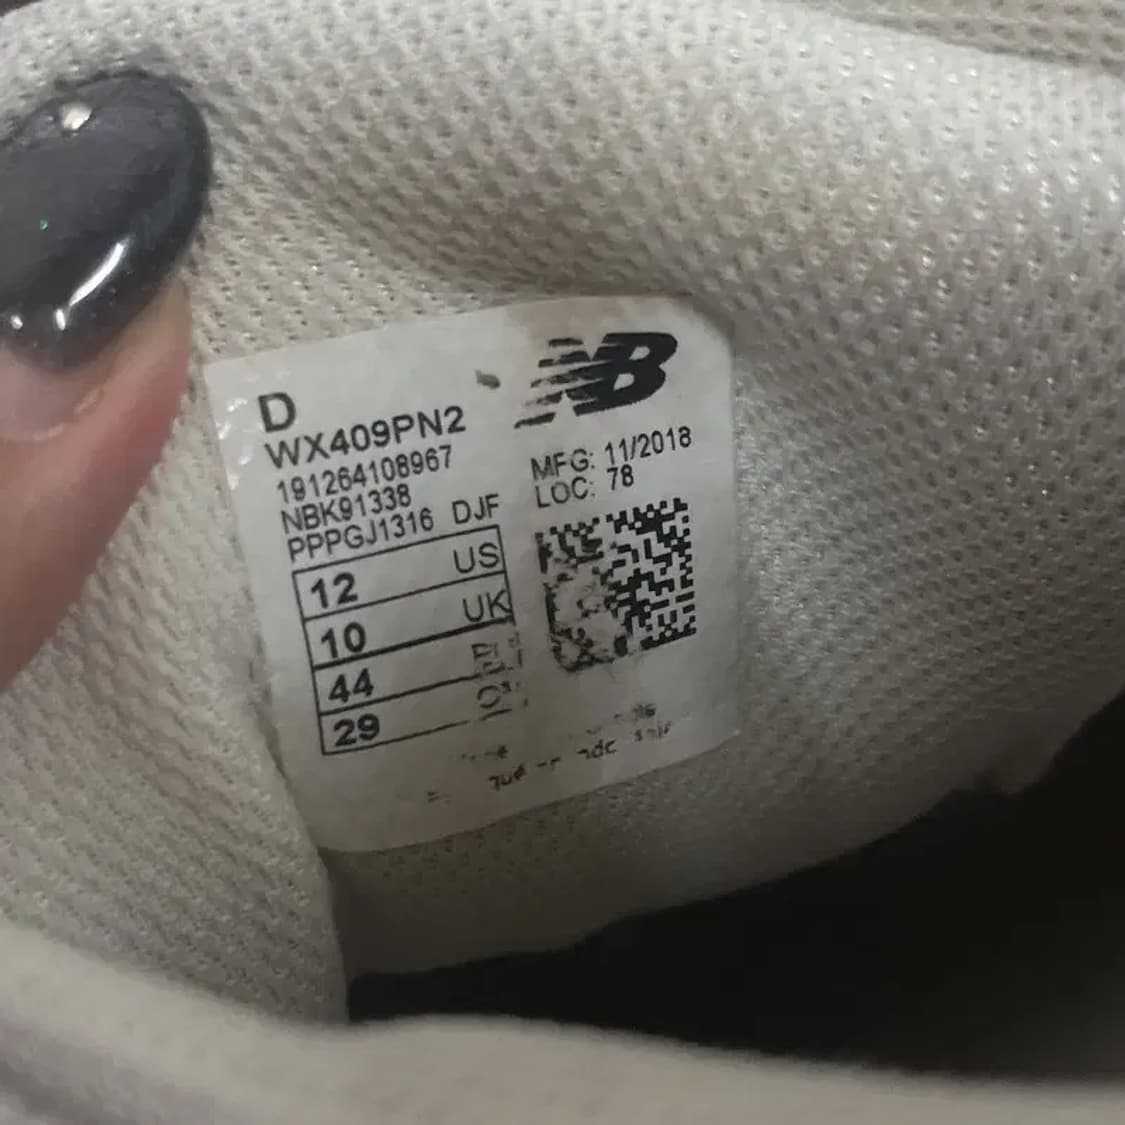 D
WX409PN2
191264108967
NBK91338
PPPGJ1316 DJF
12 US
10 UK
44
29
NB
MFG: 11/2018
LOC: 78